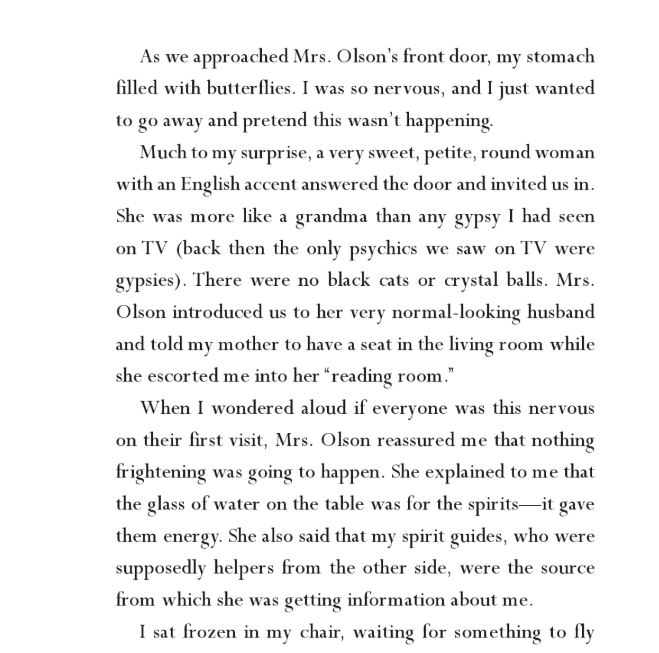 As we approached Mrs. Olson’s front door, my stomach
filled with butterflies. I was so nervous, and I just wanted
to go away and pretend this wasn’t happening.
Much to my surprise, a very sweet, petite, round woman
with an English accent answered the door and invited us in.
She was more like a grandma than any gypsy I had seen
on TV (back then the only psychics we saw on TV were
gypsies). There were no black cats or crystal balls. Mrs.
Olson introduced us to her very normal-looking husband
and told my mother to have a seat in the living room while
she escorted me into her “reading room.”
When I wondered aloud if everyone was this nervous
on their first visit, Mrs. Olson reassured me that nothing
frightening was going to happen. She explained to me that
the glass of water on the table was for the spirits—it gave
them energy. She also said that my spirit guides, who were
supposedly helpers from the other side, were the source
from which she was getting information about me.
I sat frozen in my chair, waiting for something to fly